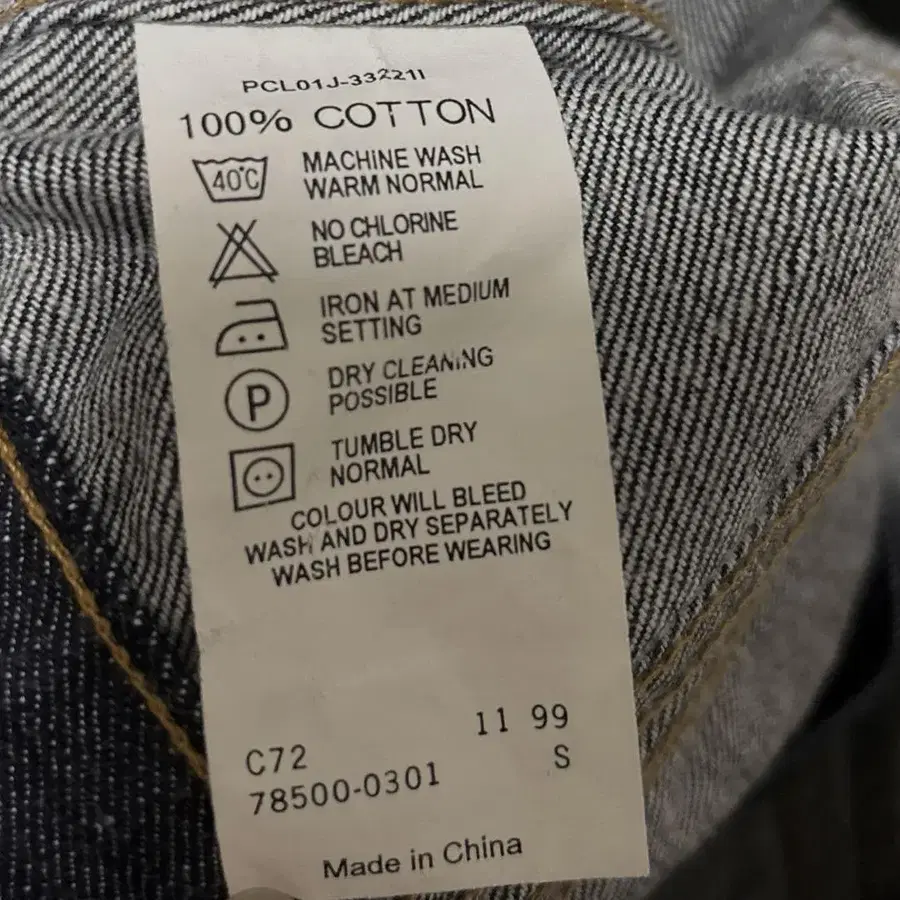 PCL01J-33221I
100% COTTON
40°C MACHINE WASH
WARM NORMAL
NO CHLORINE
BLEACH
IRON AT MEDIUM
SETTING
P DRY CLEANING
POSSIBLE
TUMBLE DRY
NORMAL
COLOUR WILL BLEED
WASH AND DRY SEPARATELY
WASH BEFORE WEARING
11 99
C72
S
78500-0301
Made in China